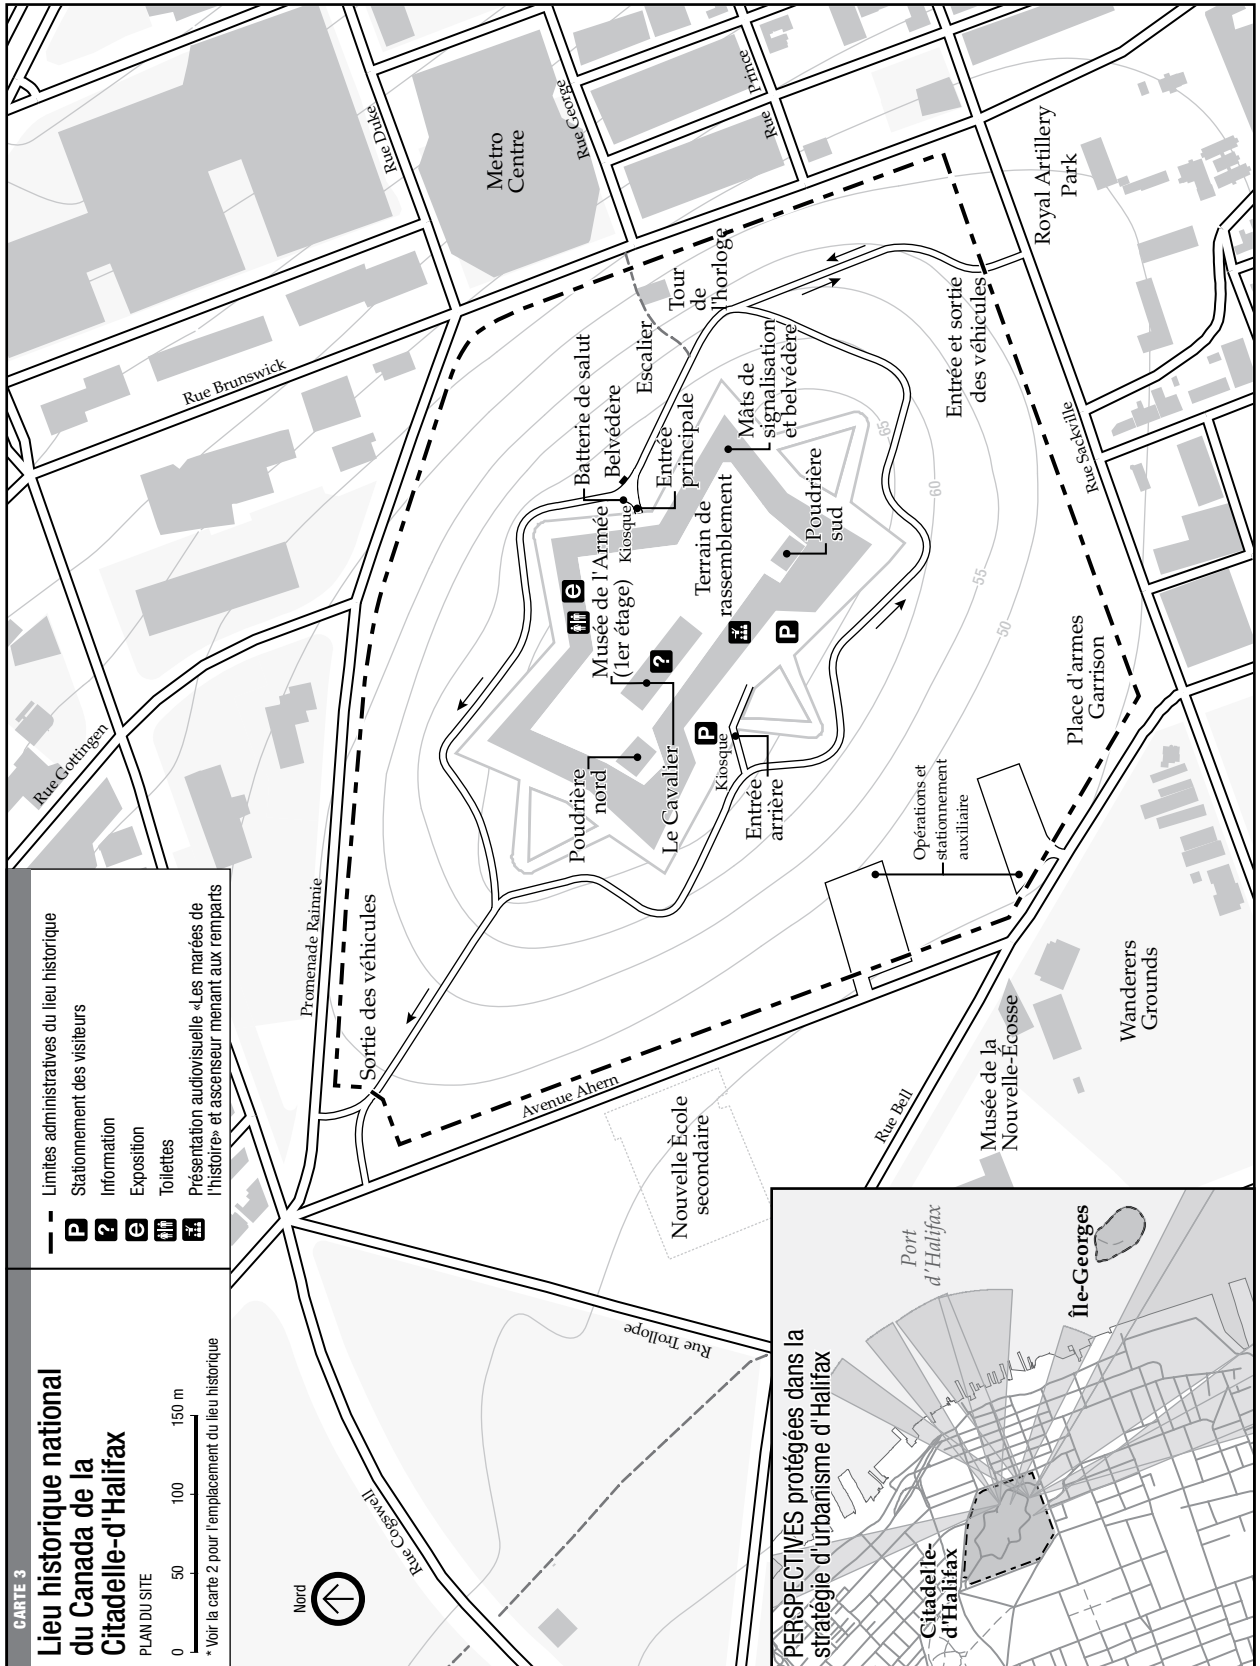 CARTE 3
Lieu historique national
du Canada de la
Citadelle-d'Halifax
PLAN DU SITE
0 50 100 150 m
* Voir la carte 2 pour l'emplacement du lieu historique
Limites administratives du lieu historique
P Stationnement des visiteurs
? Information
e Exposition
Toilettes
Présentation audiovisuelle «Les marées de
l'histoire» et ascenseur menant aux remparts
Nord
Rue Cogswell
Rue Trollope
Rue Gottingen
Promenade Rainnie
Rue Brunswick
Rue Duke
Metro
Centre
Rue George
Rue Prince
Royal Artillery
Park
Rue Sackville
Sortie des véhicules
Avenue Ahern
Nouvelle École
secondaire
Rue Bell
Musée de la
Nouvelle-Écosse
Wanderers
Grounds
Batterie de salut
Belvédère
Escalier
Tour
de
l'horloge
Entrée
principale
Kiosque
Musée de l'Armée
(1er étage)
e
?
Mâts de
signalisation
et belvédère
Terrain de
rassemblement
Poudrière
sud
P
P
Poudrière
nord
Le Cavalier
Kiosque
Entrée
arrière
Entrée et sortie
des véhicules
65
60
55
50
Place d'armes
Garrison
Opérations et
stationnement
auxiliaire
PERSPECTIVES protégées dans la
stratégie d'urbanisme d'Halifax
Port
d'Halifax
Île-Georges
Citadelle-
d'Halifax